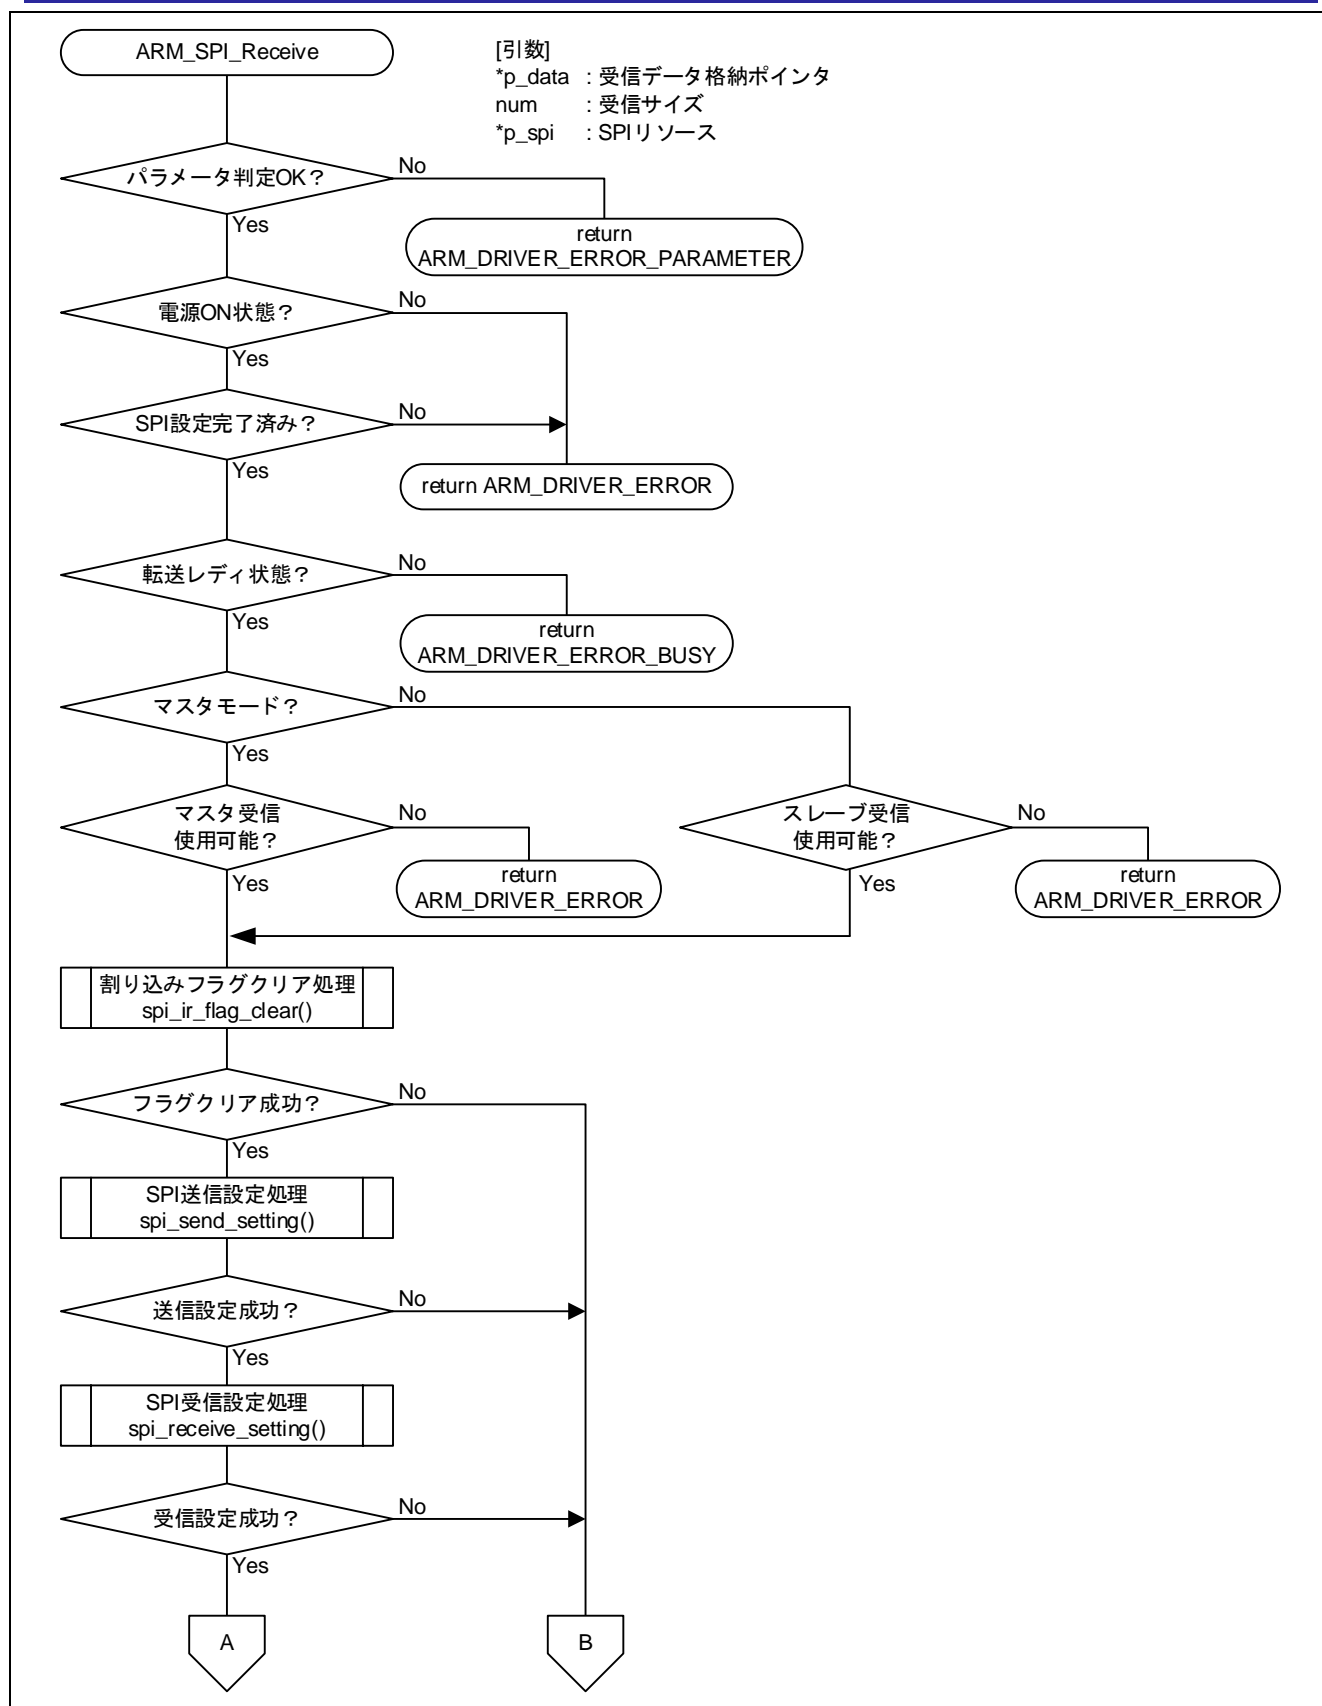 ARM_SPI_Receive
[引数]
*p_data : 受信データ格納ポインタ
num : 受信サイズ
*p_spi : SPIリソース
パラメータ判定OK？
No
Yes
return
ARM_DRIVER_ERROR_PARAMETER
電源ON状態？
No
Yes
SPI設定完了済み？
No
Yes
return ARM_DRIVER_ERROR
転送レディ状態？
No
Yes
return
ARM_DRIVER_ERROR_BUSY
マスタモード？
No
Yes
マスタ受信
使用可能？
No
Yes
return
ARM_DRIVER_ERROR
スレーブ受信
使用可能？
No
Yes
return
ARM_DRIVER_ERROR
割り込みフラグクリア処理
spi_ir_flag_clear()
フラグクリア成功？
No
Yes
SPI送信設定処理
spi_send_setting()
送信設定成功？
No
Yes
SPI受信設定処理
spi_receive_setting()
受信設定成功？
No
Yes
A
B